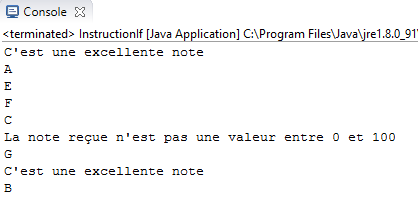 Console
<terminated> InstructionIf [Java Application] C:\Program Files\Java\jre1.8.0_91
C'est une excellente note
A
E
F
C
La note reçue n'est pas une valeur entre 0 et 100
G
C'est une excellente note
B